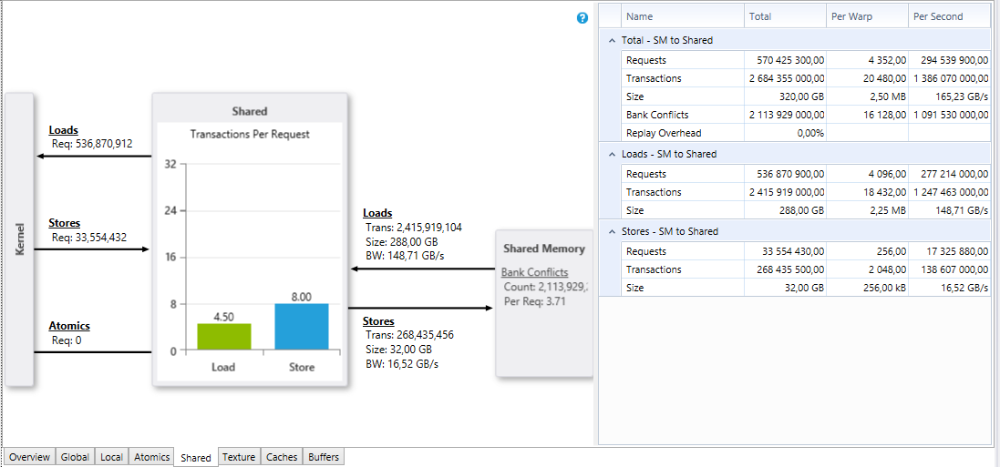 Kernel
Loads
Req: 536,870,912
Stores
Req: 33,554,432
Atomics
Req: 0
Shared
Transactions Per Request
32
24
16
8
0
4.50
8.00
Load
Store
Loads
Trans: 2,415,919,104
Size: 288,00 GB
BW: 148,71 GB/s
Stores
Trans: 268,435,456
Size: 32,00 GB
BW: 16,52 GB/s
Shared Memory
Bank Conflicts
Count: 2,113,929,
Per Req: 3.71
?
Name Total Per Warp Per Second
Total - SM to Shared
Requests 570 425 300,00 4 352,00 294 539 900,00
Transactions 2 684 355 000,00 20 480,00 1 386 070 000,00
Size 320,00 GB 2,50 MB 165,23 GB/s
Bank Conflicts 2 113 929 000,00 16 128,00 1 091 530 000,00
Replay Overhead 0,00%
Loads - SM to Shared
Requests 536 870 900,00 4 096,00 277 214 000,00
Transactions 2 415 919 000,00 18 432,00 1 247 463 000,00
Size 288,00 GB 2,25 MB 148,71 GB/s
Stores - SM to Shared
Requests 33 554 430,00 256,00 17 325 880,00
Transactions 268 435 500,00 2 048,00 138 607 000,00
Size 32,00 GB 256,00 kB 16,52 GB/s
Overview Global Local Atomics Shared Texture Caches Buffers